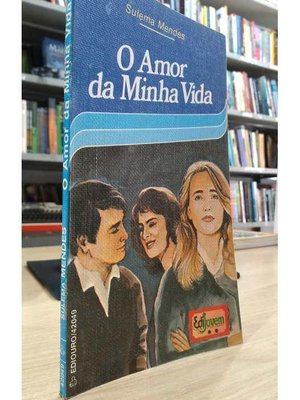 Sulema Mendes
O Amor
da Minha Vida
Edijovem
O Amor da Minha Vida
SULEMA MENDES
EDIOURO/42049